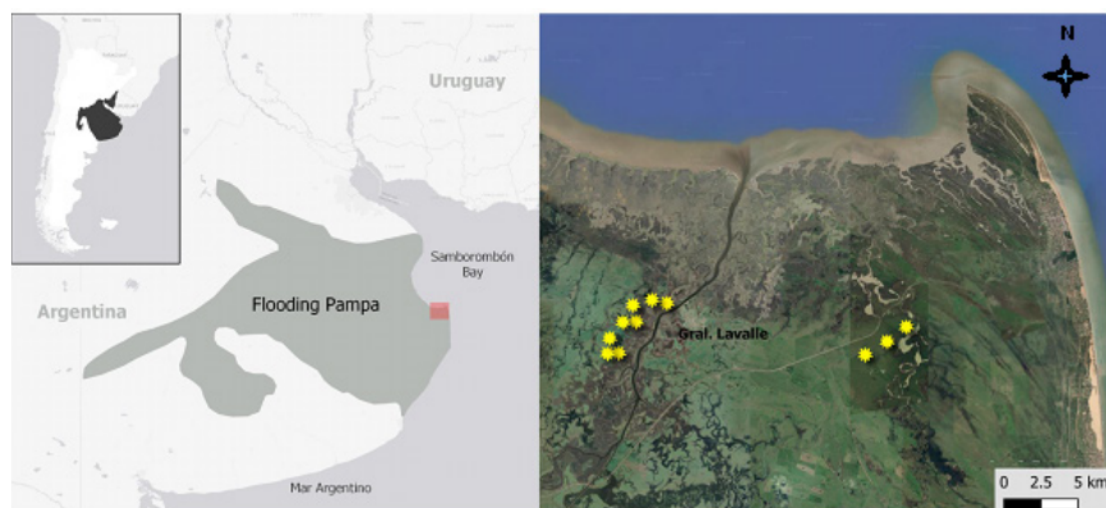 Uruguay
Samborombón
Bay
Flooding Pampa
Argentina
Mar Argentino
N
Gral. Lavalle
0 2.5 5 km